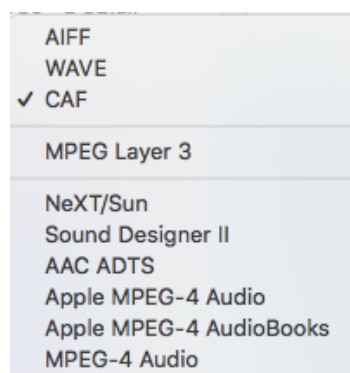 AIFF
WAVE
✓ CAF
MPEG Layer 3
NeXT/Sun
Sound Designer II
AAC ADTS
Apple MPEG-4 Audio
Apple MPEG-4 AudioBooks
MPEG-4 Audio